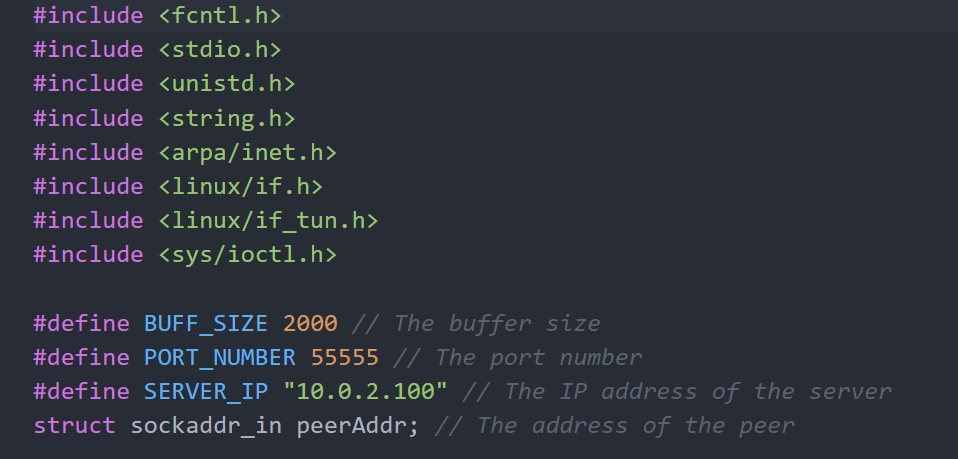 #include <fcntl.h>
#include <stdio.h>
#include <unistd.h>
#include <string.h>
#include <arpa/inet.h>
#include <linux/if.h>
#include <linux/if_tun.h>
#include <sys/ioctl.h>
#define BUFF_SIZE 2000 // The buffer size
#define PORT_NUMBER 55555 // The port number
#define SERVER_IP "10.0.2.100" // The IP address of the server
struct sockaddr_in peerAddr; // The address of the peer